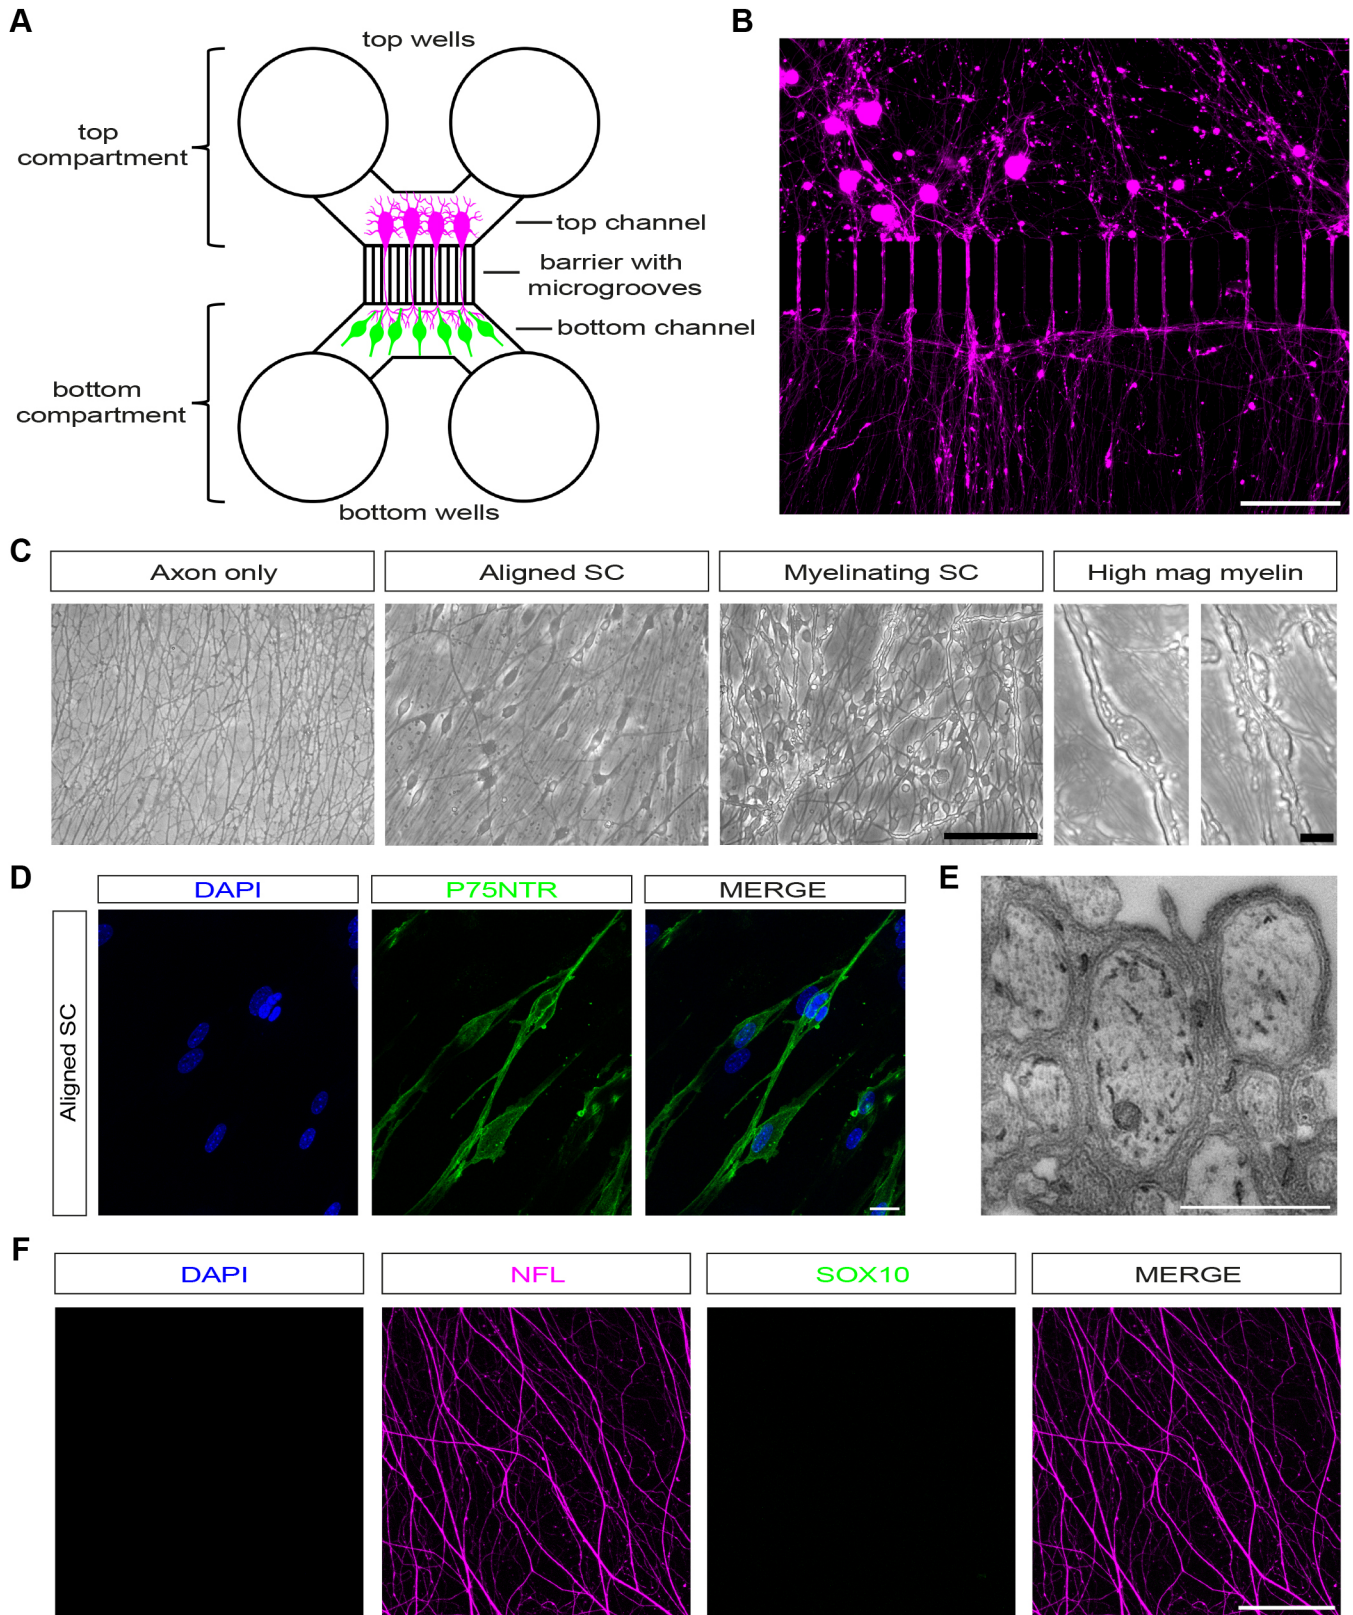 A
top wells
top
compartment
top channel
barrier with
microgrooves
bottom channel
bottom
compartment
bottom wells
B
C
Axon only
Aligned SC
Myelinating SC
High mag myelin
D
DAPI
P75NTR
MERGE
Aligned SC
E
F
DAPI
NFL
SOX10
MERGE